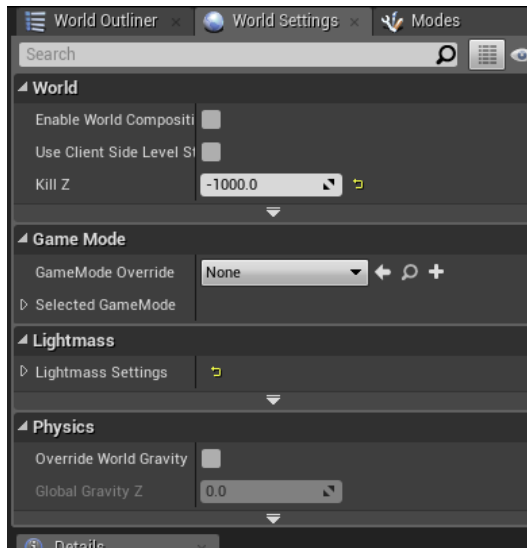 World Outliner
World Settings
Modes
Search
World
Enable World Compositi
Use Client Side Level St
Kill Z
-1000.0
Game Mode
GameMode Override
None
Selected GameMode
Lightmass
Lightmass Settings
Physics
Override World Gravity
Global Gravity Z
0.0
Details